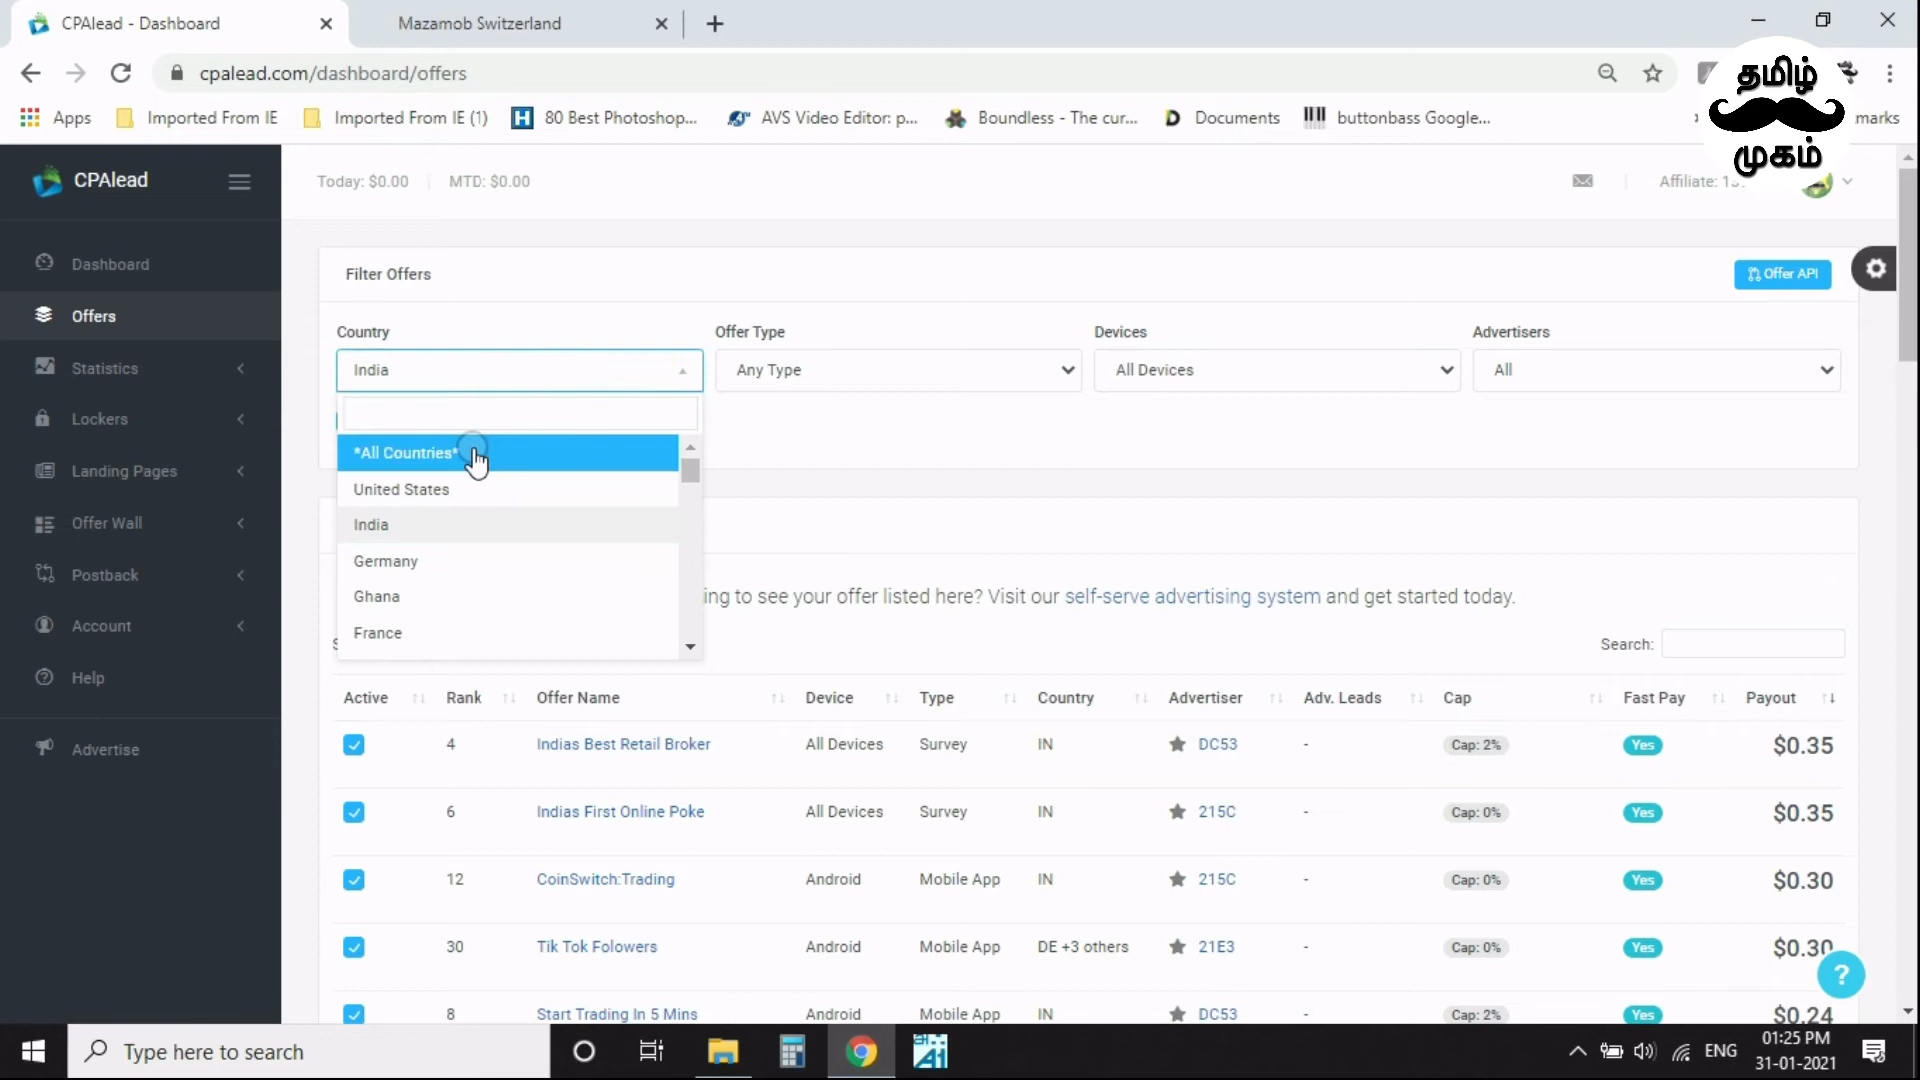 CPAlead - Dashboard
Mazamob Switzerland
cpalead.com/dashboard/offers
தமிழ்
முகம்
Apps
Imported From IE
Imported From IE (1)
80 Best Photoshop...
AVS Video Editor: p...
Boundless - The cur...
Documents
buttonbass Google...
marks
CPAlead
Today: $0.00
MTD: $0.00
Affiliate:
Dashboard
Offers
Statistics
Lockers
Landing Pages
Offer Wall
Postback
Account
Help
Advertise
Filter Offers
Offer API
Country
Offer Type
Devices
Advertisers
India
Any Type
All Devices
All
*All Countries*
United States
India
Germany
Ghana
France
ing to see your offer listed here? Visit our self-serve advertising system and get started today.
Search:
Active Rank Offer Name Device Type Country Advertiser Adv. Leads Cap Fast Pay Payout
4 Indias Best Retail Broker All Devices Survey IN DC53 - Cap: 2% Yes $0.35
6 Indias First Online Poke All Devices Survey IN 215C - Cap: 0% Yes $0.35
12 CoinSwitch:Trading Android Mobile App IN 215C - Cap: 0% Yes $0.30
30 Tik Tok Folowers Android Mobile App DE +3 others 21E3 - Cap: 0% Yes $0.30
8 Start Trading In 5 Mins Android Mobile App IN DC53 - Cap: 2% Yes $0.24
?
Type here to search
ENG
01:25 PM
31-01-2021